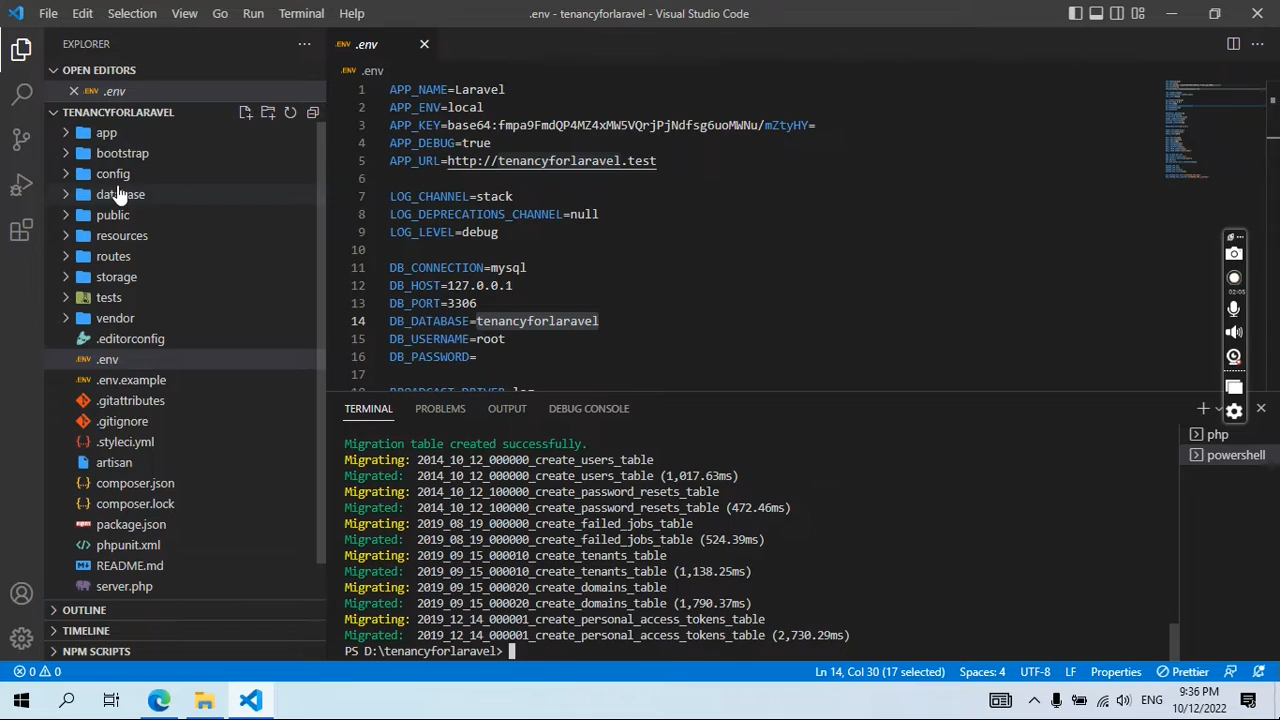 File Edit Selection View Go Run Terminal Help .env - tenancyforlaravel - Visual Studio Code
EXPLORER
OPEN EDITORS
.env
TENANCYFORLARAVEL
app
bootstrap
config
database
public
resources
routes
storage
tests
vendor
.editorconfig
.env
.env.example
.gitattributes
.gitignore
.styleci.yml
artisan
composer.json
composer.lock
package.json
phpunit.xml
README.md
server.php
OUTLINE
TIMELINE
NPM SCRIPTS
.env
.env
1 APP_NAME=Laravel
2 APP_ENV=local
3 APP_KEY=base64:fmpa9FmdQP4MZ4xMW5VQrjPjNdfsg6uoMWNu/mZtyHY=
4 APP_DEBUG=true
5 APP_URL=http://tenancyforlaravel.test
6
7 LOG_CHANNEL=stack
8 LOG_DEPRECATIONS_CHANNEL=null
9 LOG_LEVEL=debug
10
11 DB_CONNECTION=mysql
12 DB_HOST=127.0.0.1
13 DB_PORT=3306
14 DB_DATABASE=tenancyforlaravel
15 DB_USERNAME=root
16 DB_PASSWORD=
17
18 BROADCAST_DRIVER=log
TERMINAL PROBLEMS OUTPUT DEBUG CONSOLE
Migration table created successfully.
Migrating: 2014_10_12_000000_create_users_table
Migrated: 2014_10_12_000000_create_users_table (1,017.63ms)
Migrating: 2014_10_12_100000_create_password_resets_table
Migrated: 2014_10_12_100000_create_password_resets_table (472.46ms)
Migrating: 2019_08_19_000000_create_failed_jobs_table
Migrated: 2019_08_19_000000_create_failed_jobs_table (524.39ms)
Migrating: 2019_09_15_000010_create_tenants_table
Migrated: 2019_09_15_000010_create_tenants_table (1,138.25ms)
Migrating: 2019_09_15_000020_create_domains_table
Migrated: 2019_09_15_000020_create_domains_table (1,790.37ms)
Migrating: 2019_12_14_000001_create_personal_access_tokens_table
Migrated: 2019_12_14_000001_create_personal_access_tokens_table (2,730.29ms)
PS D:\tenancyforlaravel>
php
powershell
02:05
0 0 Ln 14, Col 30 (17 selected) Spaces: 4 UTF-8 LF Properties Prettier
ENG 9:36 PM
10/12/2022